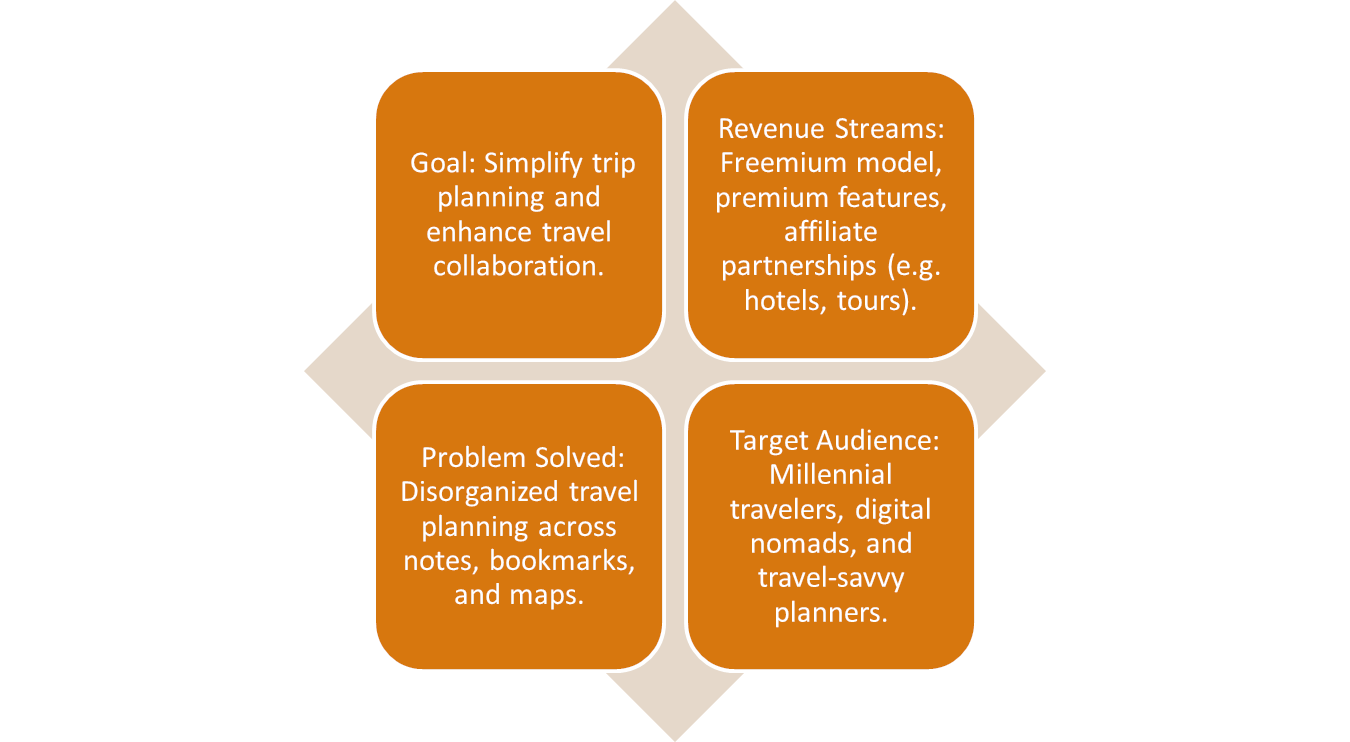 Goal: Simplify trip
planning and
enhance travel
collaboration.
Revenue Streams:
Freemium model,
premium features,
affiliate
partnerships (e.g.
hotels, tours).
Problem Solved:
Disorganized travel
planning across
notes, bookmarks,
and maps.
Target Audience:
Millennial
travelers, digital
nomads, and
travel-savvy
planners.